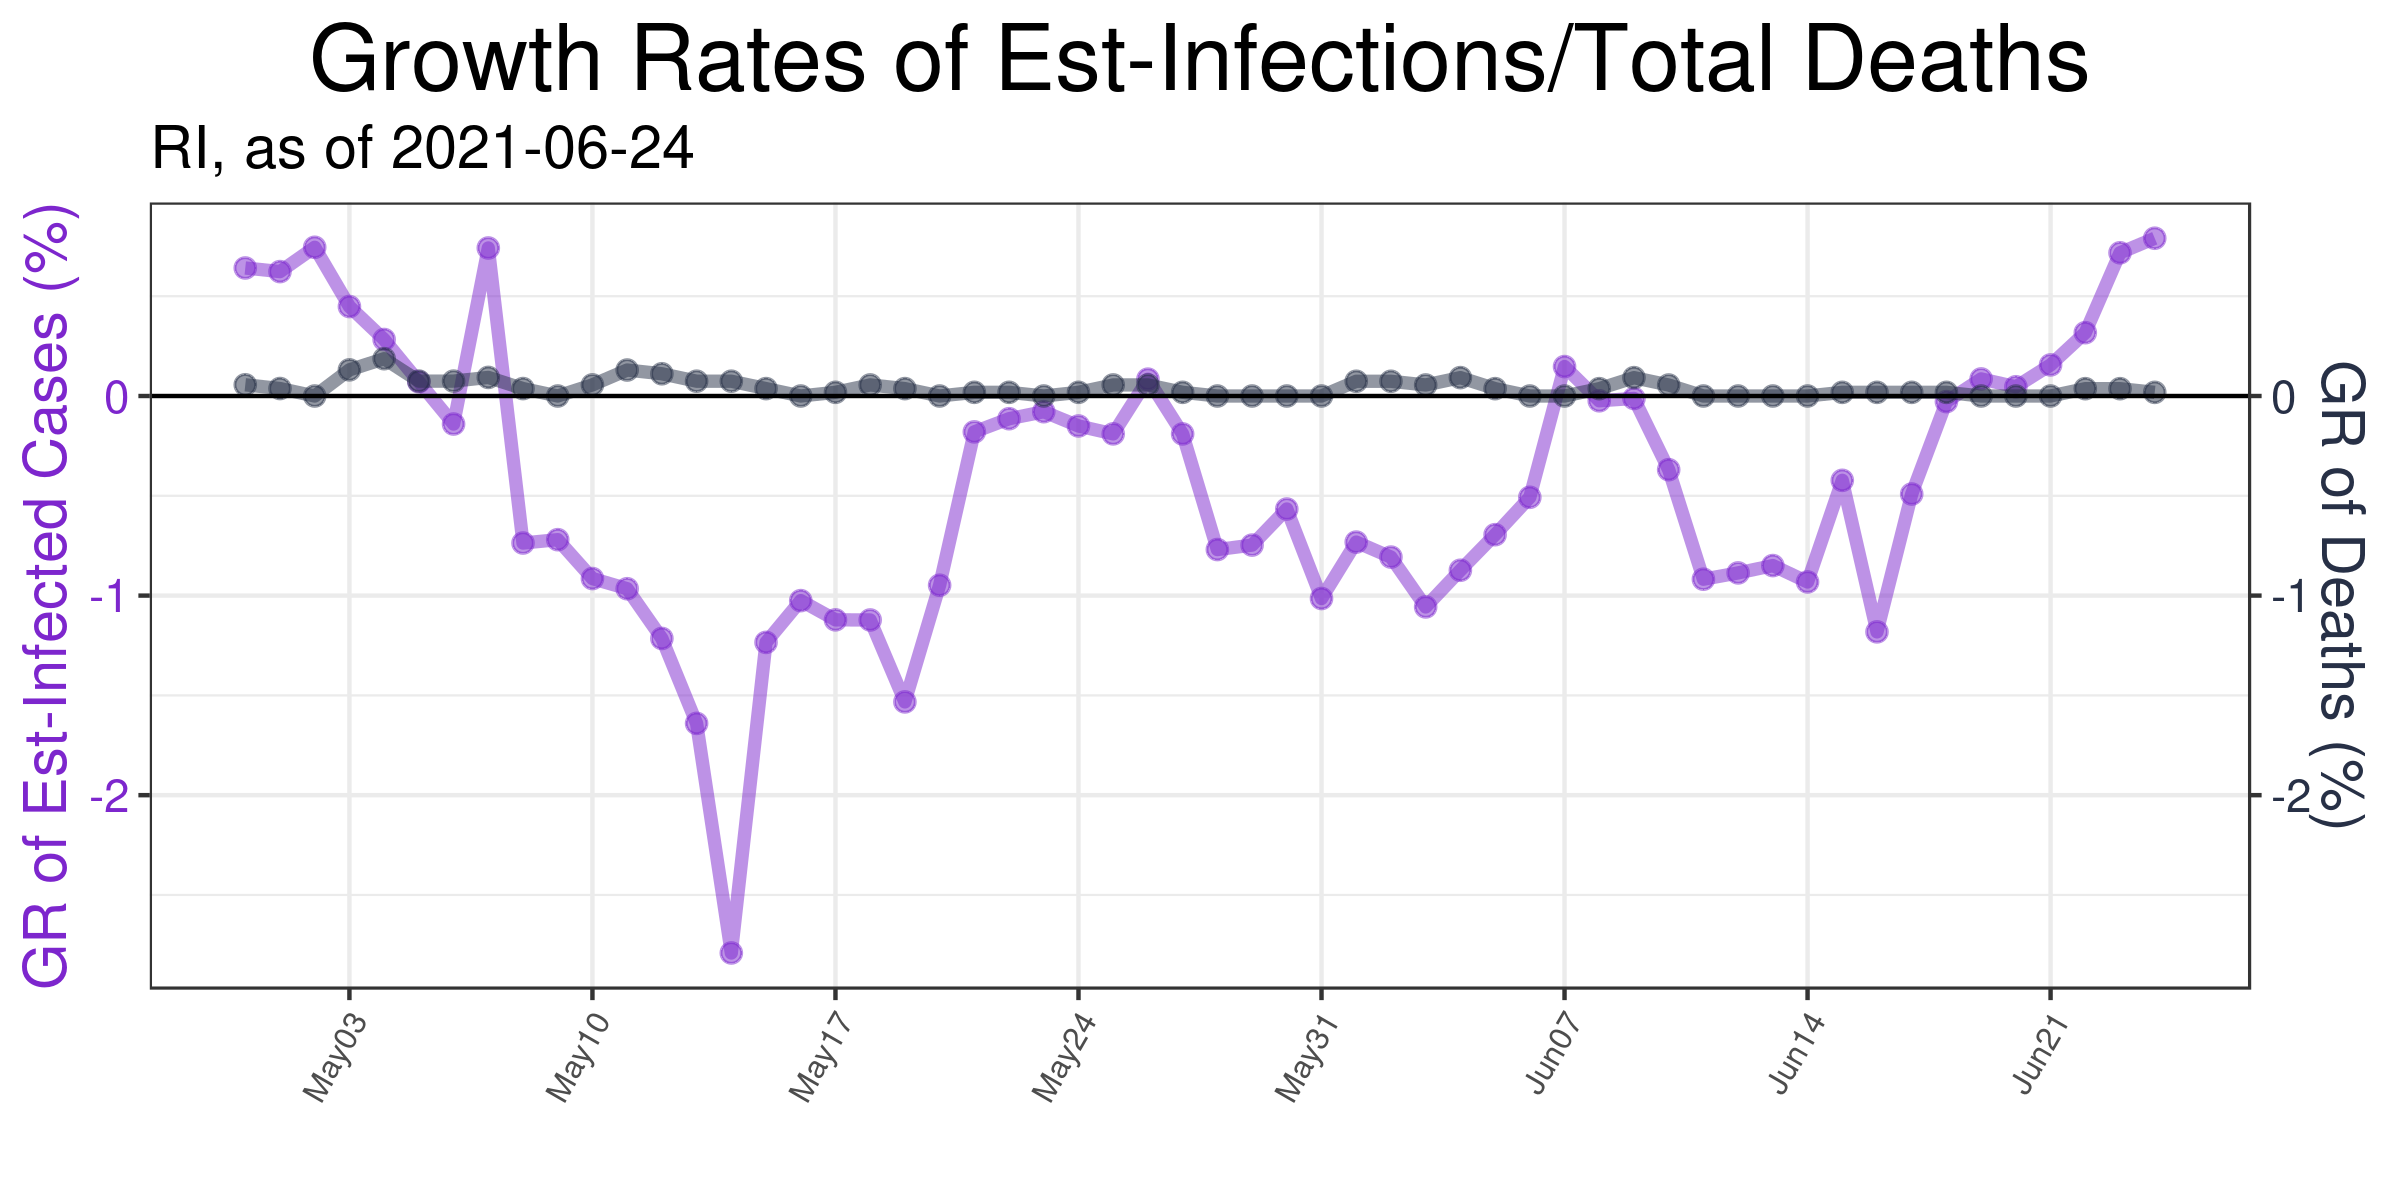 Growth Rates of Est-Infections/Total Deaths
RI, as of 2021-06-24
GR of Est-Infected Cases (%)
0
-1
-2
0
-1
-2
GR of Deaths (%)
May03
May10
May17
May24
May31
Jun07
Jun14
Jun21